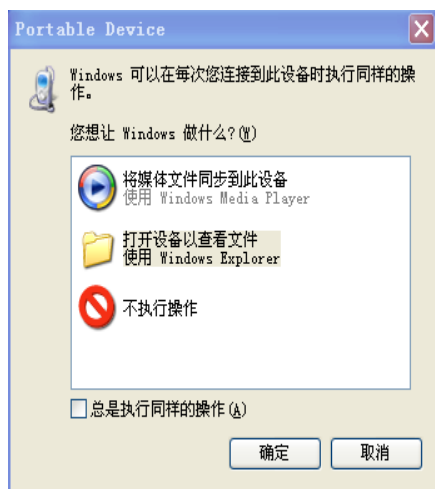 Portable Device
Windows 可以在每次您连接到此设备时执行同样的操
作。
您想让 Windows 做什么?(W)
将媒体文件同步到此设备
使用 Windows Media Player
打开设备以查看文件
使用 Windows Explorer
不执行操作
总是执行同样的操作(A)
确定 取消